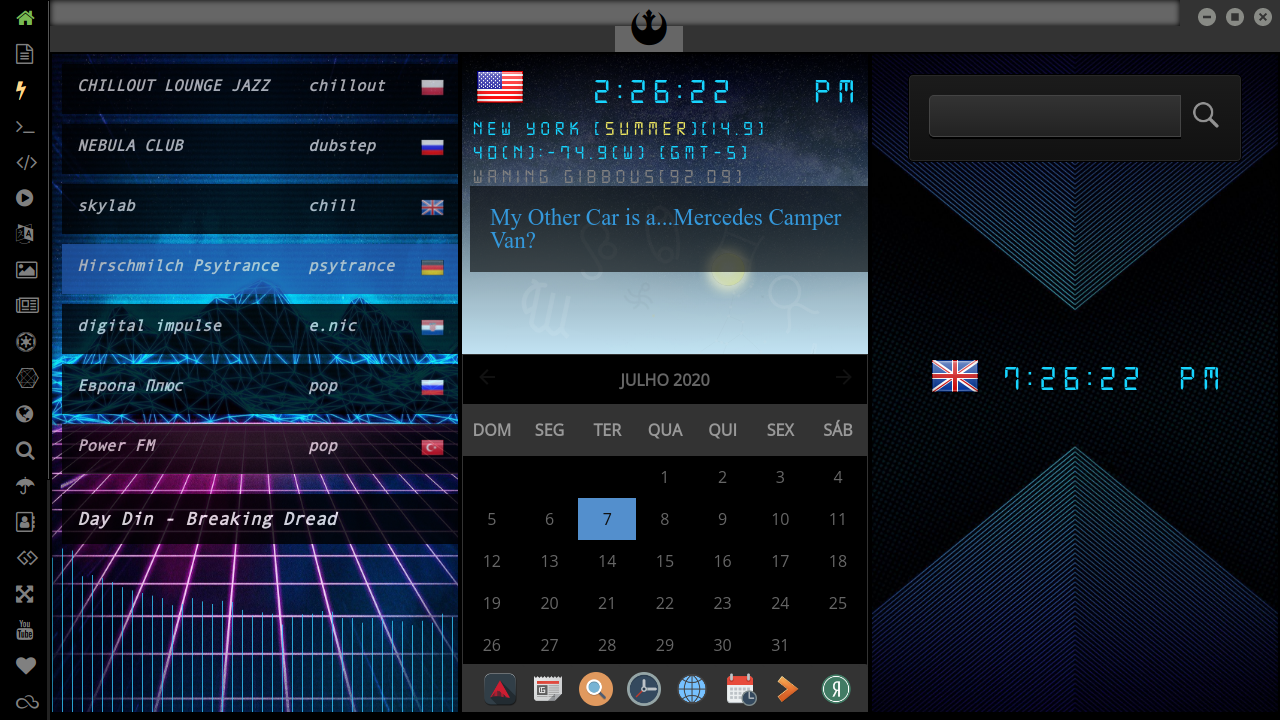 CHILLOUT LOUNGE JAZZ chillout
NEBULA CLUB dubstep
skylab chill
Hirschmilch Psytrance psytrance
digital impulse e.nic
Европа Плюс pop
Power FM pop
Day Din - Breaking Dread
2:26:22 PM
NEW YORK (SUMMER)(14.9)
40(N):-74.9(W) (GMT-5)
WANING GIBBOUS(92.09)
My Other Car is a...Mercedes Camper
Van?
JULHO 2020
DOM SEG TER QUA QUI SEX SÁB
1 2 3 4
5 6 7 8 9 10 11
12 13 14 15 16 17 18
19 20 21 22 23 24 25
26 27 28 29 30 31
7:26:22 PM
You
Tube
Я